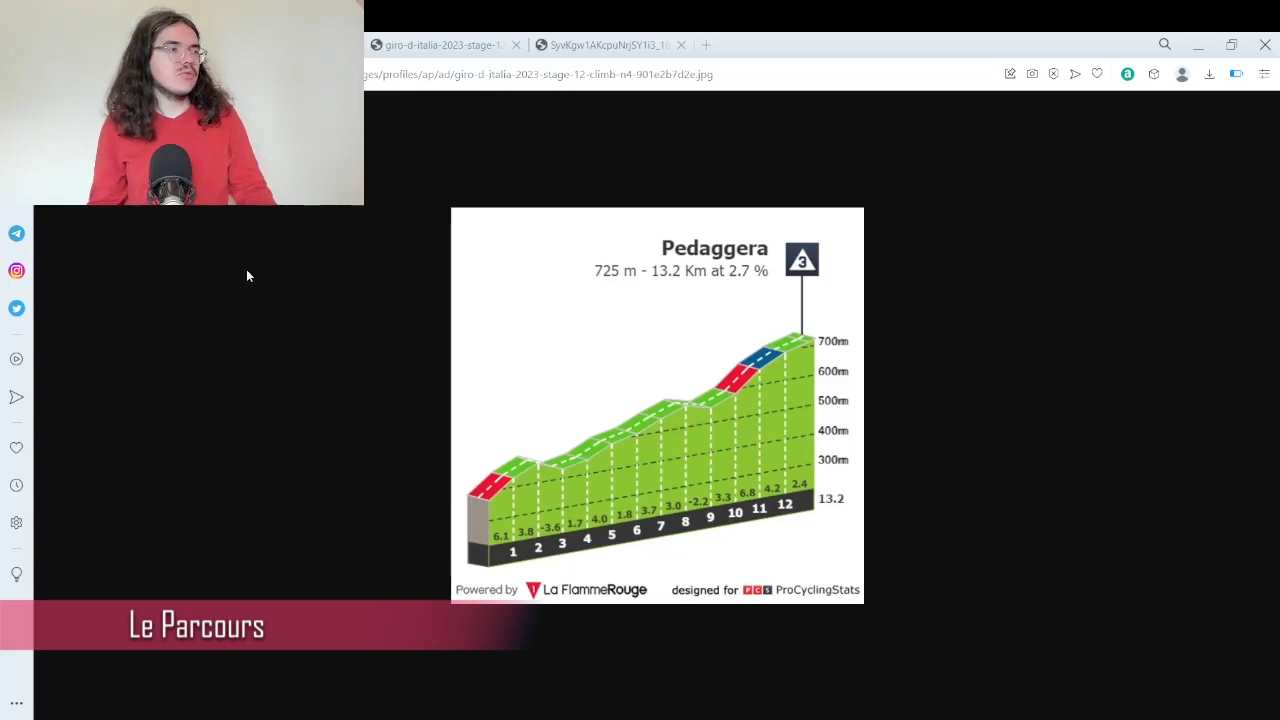 giro-d-italia-2023-stage-12
SyvKgw1AKcpuNrjSY1i3_18
ges/profiles/ap/ad/giro-d-italia-2023-stage-12-climb-n4-901e2b7d2e.jpg
a
Pedaggera
725 m - 13.2 Km at 2.7 %
3
700m
600m
500m
400m
300m
6.1 3.8 -3.6 1.7 4.0 1.8 3.7 3.0 -2.2 3.3 6.8 4.2 2.4
1 2 3 4 5 6 7 8 9 10 11 12 13.2
Powered by La FlammeRouge designed for PCS ProCyclingStats
Le Parcours